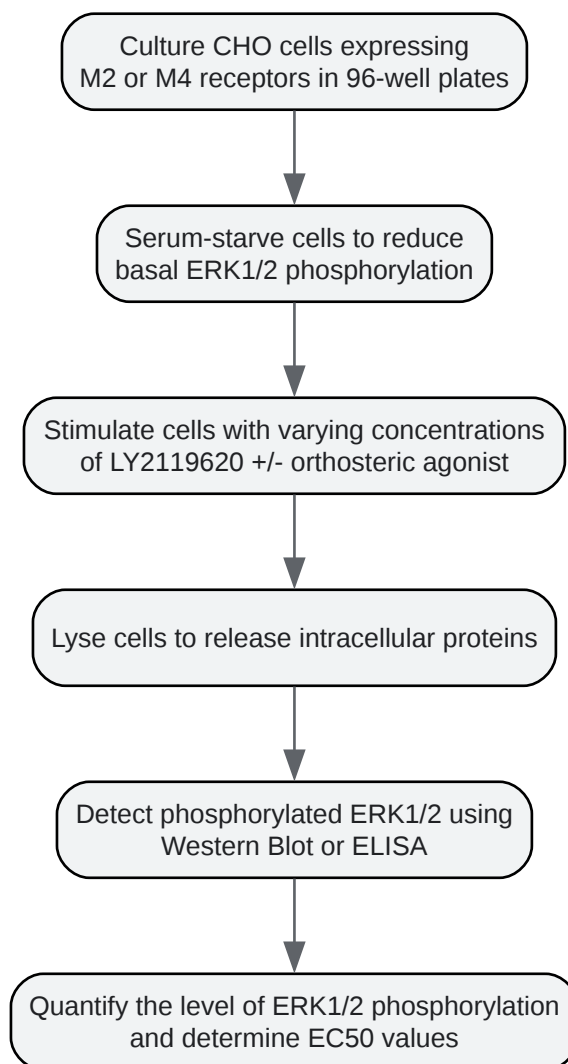 Culture CHO cells expressing
M2 or M4 receptors in 96-well plates
Serum-starve cells to reduce
basal ERK1/2 phosphorylation
Stimulate cells with varying concentrations
of LY2119620 +/- orthosteric agonist
Lyse cells to release intracellular proteins
Detect phosphorylated ERK1/2 using
Western Blot or ELISA
Quantify the level of ERK1/2 phosphorylation
and determine EC50 values